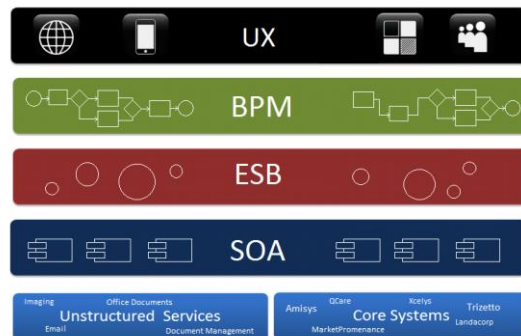 UX
BPM
ESB
SOA
Imaging
Office Documents
Unstructured Services
Email
Document Management
QCare
Xcelys
Amisys
Core Systems
Trizetto
MarketPromenance
Landacorp